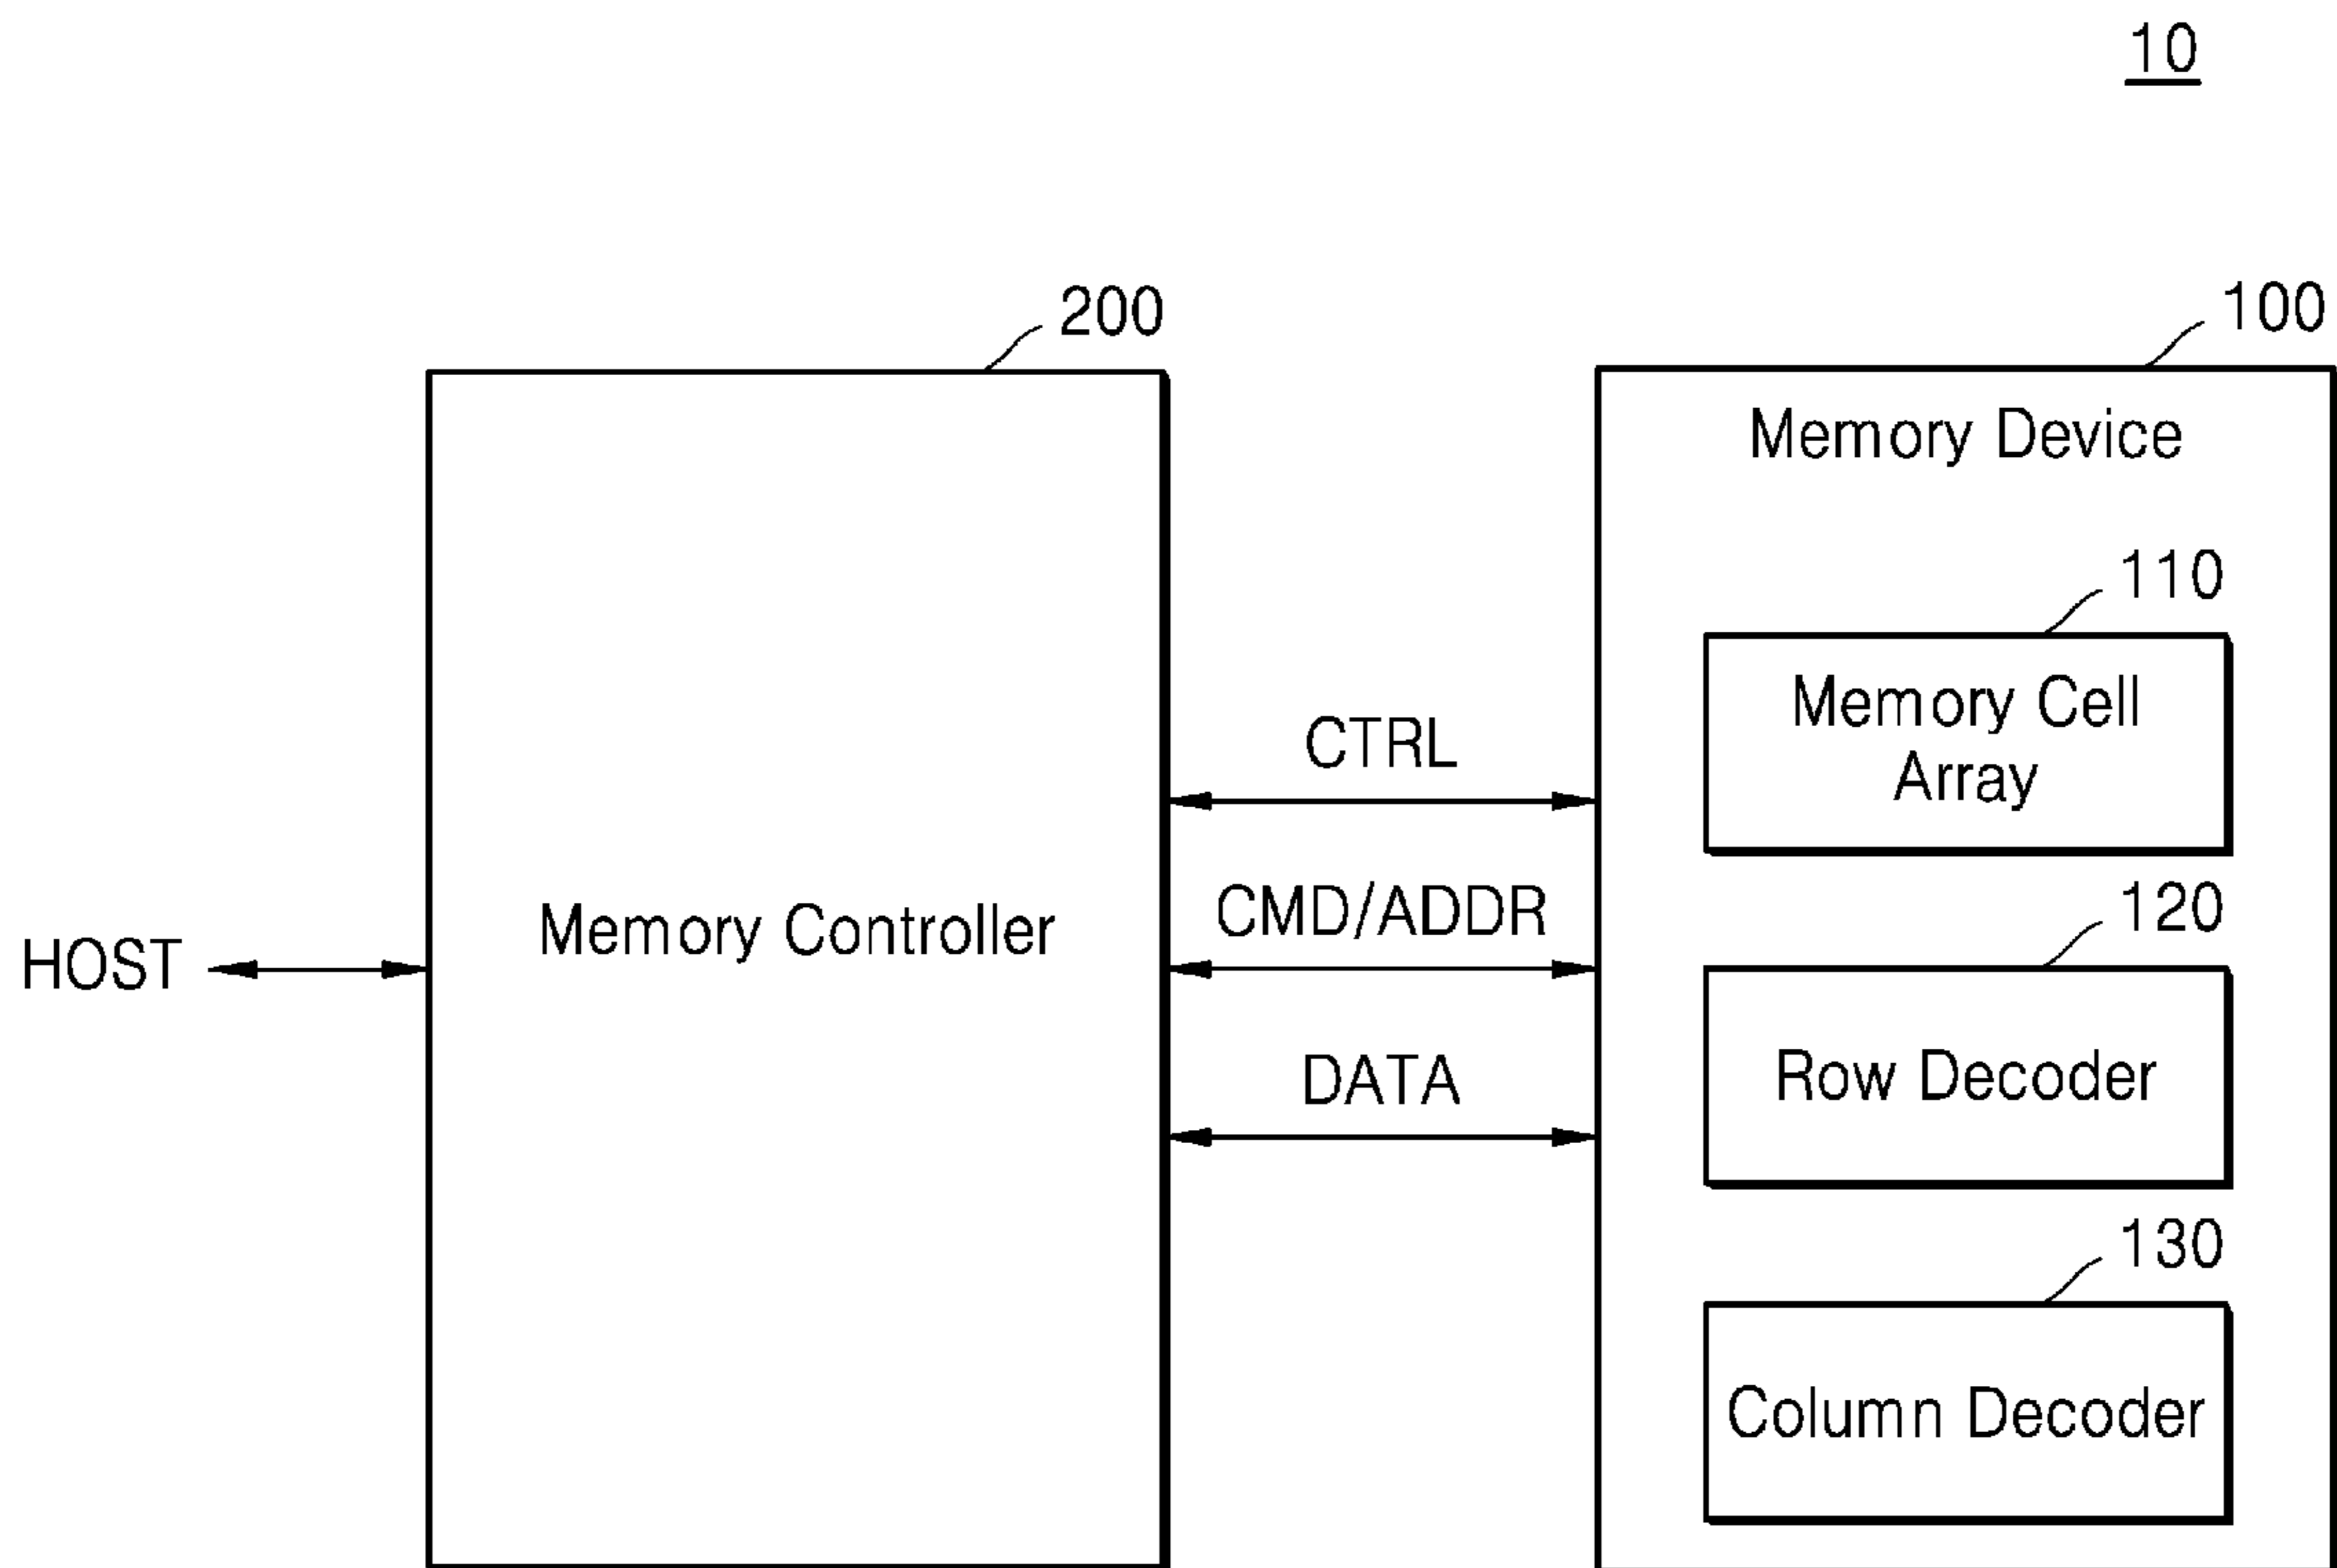 10
200
100
Memory Device
110
Memory Cell
Array
CTRL
CMD/ADDR
120
Memory Controller
HOST
DATA
Row Decoder
130
Column Decoder